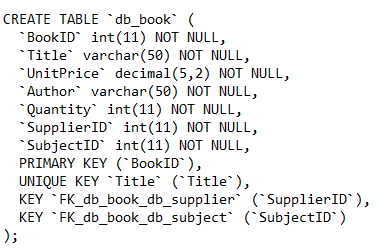 CREATE TABLE `db_book` (
`BookID` int(11) NOT NULL,
`Title` varchar(50) NOT NULL,
`UnitPrice` decimal(5,2) NOT NULL,
`Author` varchar(50) NOT NULL,
`Quantity` int(11) NOT NULL,
`SupplierID` int(11) NOT NULL,
`SubjectID` int(11) NOT NULL,
PRIMARY KEY (`BookID`),
UNIQUE KEY `Title` (`Title`),
KEY `FK_db_book_db_supplier` (`SupplierID`),
KEY `FK_db_book_db_subject` (`SubjectID`)
);